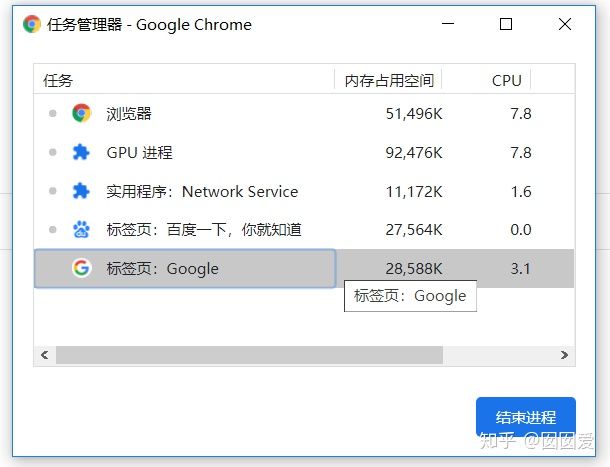 任务管理器 - Google Chrome
任务 内存占用空间 CPU
浏览器 51,496K 7.8
GPU 进程 92,476K 7.8
实用程序：Network Service 11,172K 1.6
标签页：百度一下，你就知道 27,564K 0.0
标签页：Google 28,588K 3.1
标签页：Google
结束进程
知乎 @囡囡爱